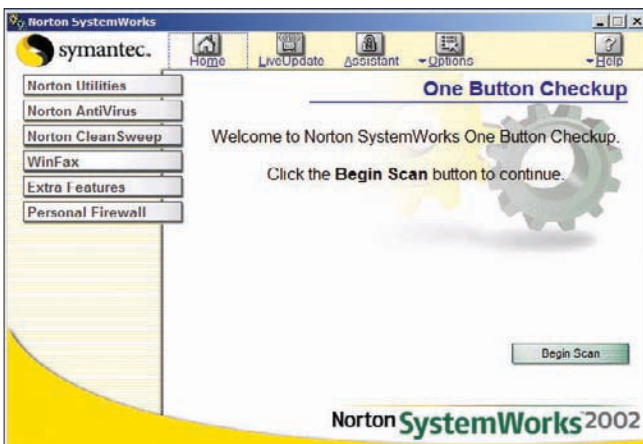 Norton SystemWorks
symantec.
Home
LiveUpdate
Assistant
Options
Help
Norton Utilities
Norton AntiVirus
Norton CleanSweep
WinFax
Extra Features
Personal Firewall
One Button Checkup
Welcome to Norton SystemWorks One Button Checkup.
Click the Begin Scan button to continue.
Begin Scan
Norton SystemWorks 2002